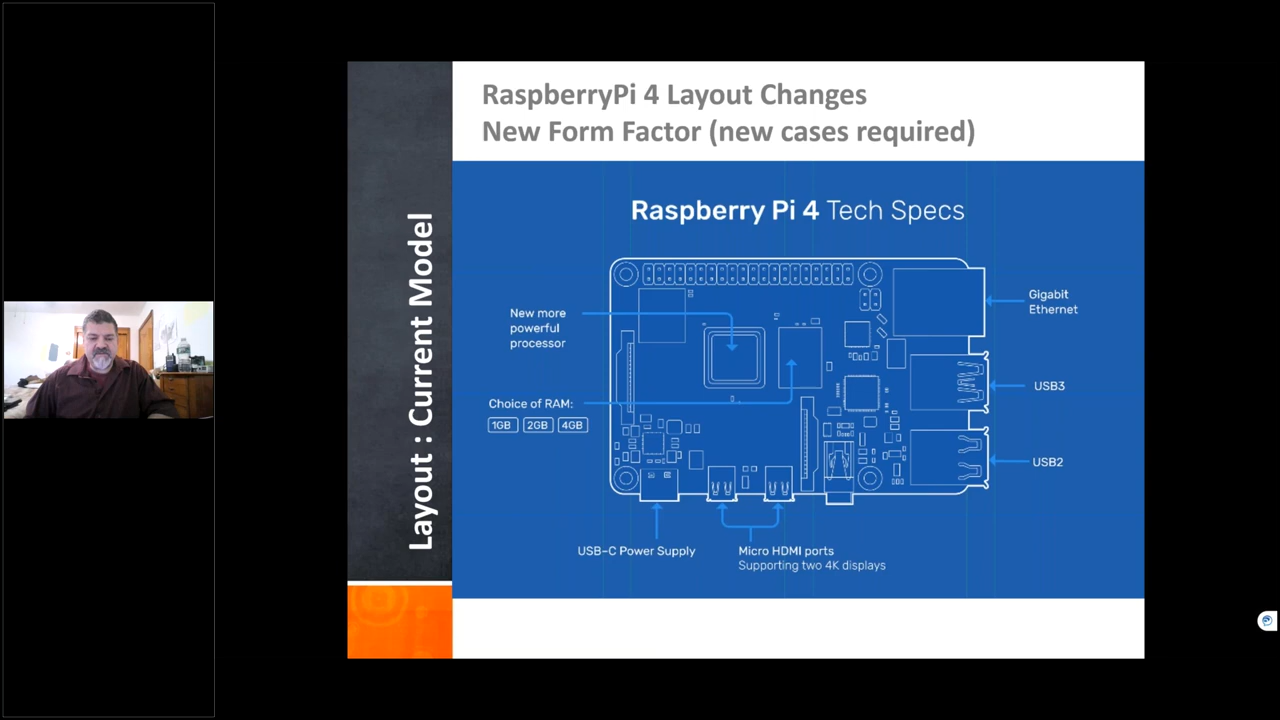 RaspberryPi 4 Layout Changes
New Form Factor (new cases required)
Layout : Current Model
Raspberry Pi 4 Tech Specs
New more
powerful
processor
Choice of RAM:
1GB 2GB 4GB
Gigabit
Ethernet
USB3
USB2
USB-C Power Supply
Micro HDMI ports
Supporting two 4K displays